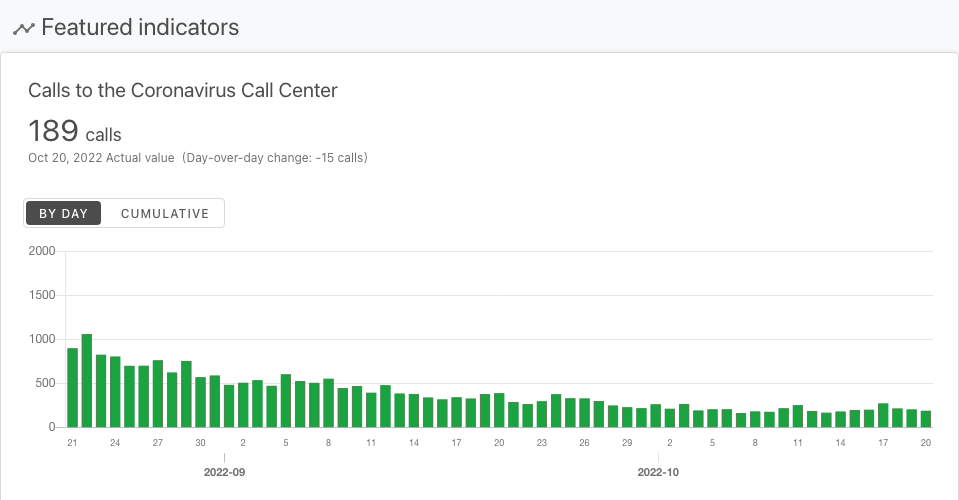 Featured indicators
Calls to the Coronavirus Call Center
189 calls
Oct 20, 2022 Actual value (Day-over-day change: -15 calls)
BY DAY CUMULATIVE
2000
1500
1000
500
0
21 24 27 30 2 5 8 11 14 17 20 23 26 29 2 5 8 11 14 17 20
2022-09 2022-10